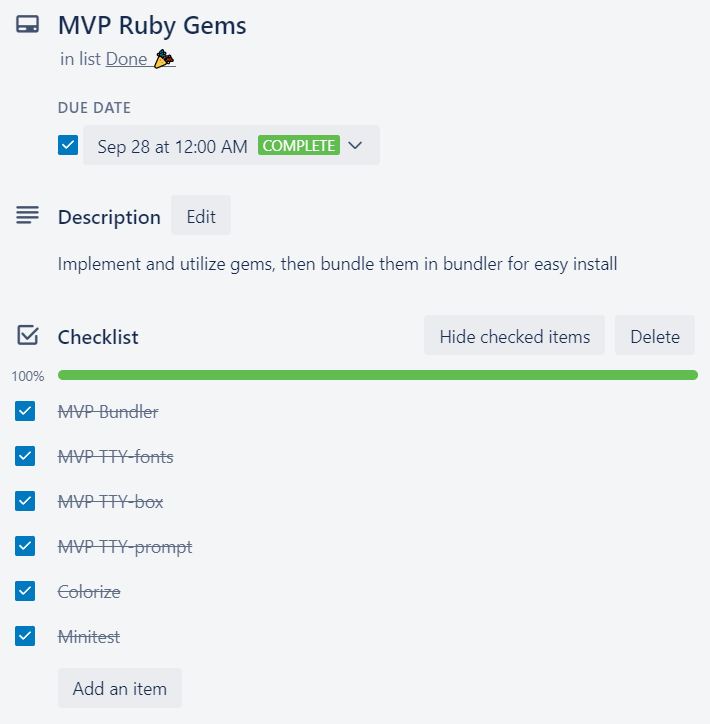 MVP Ruby Gems
in list Done 🎉
DUE DATE
Sep 28 at 12:00 AM COMPLETE
Description Edit
Implement and utilize gems, then bundle them in bundler for easy install
Checklist Hide checked items Delete
100%
MVP Bundler
MVP TTY-fonts
MVP TTY-box
MVP TTY-prompt
Colorize
Minitest
Add an item